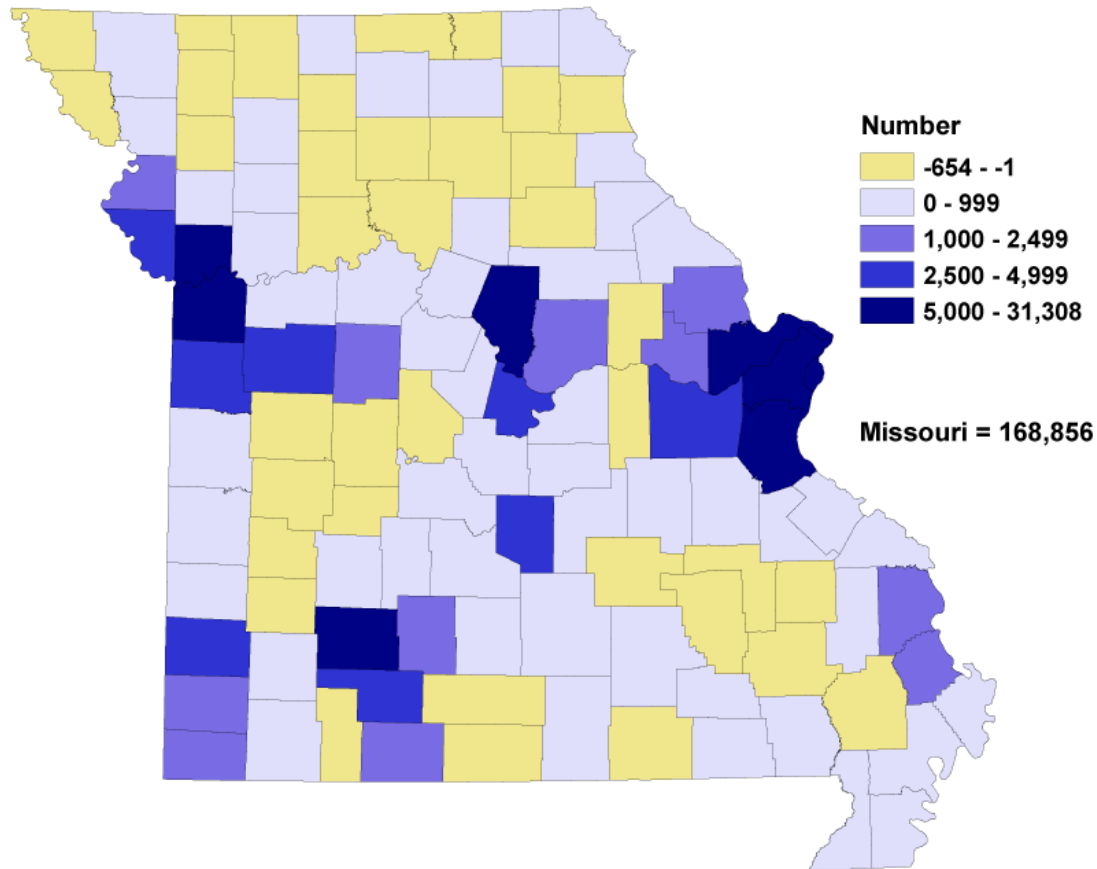 Number
-654 - -1
0 - 999
1,000 - 2,499
2,500 - 4,999
5,000 - 31,308
Missouri = 168,856